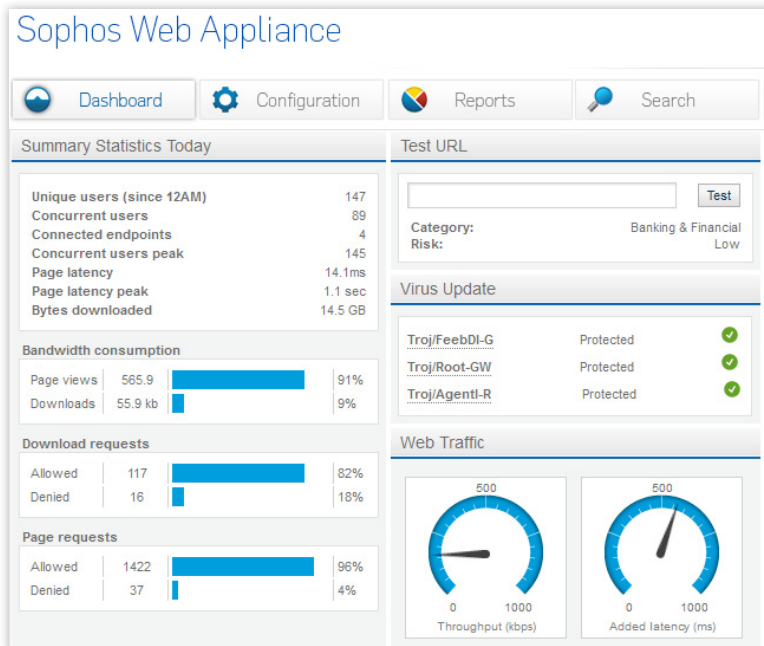 Sophos Web Appliance
Dashboard Configuration Reports Search
Summary Statistics Today
Unique users (since 12AM) 147
Concurrent users 89
Connected endpoints 4
Concurrent users peak 145
Page latency 14.1ms
Page latency peak 1.1 sec
Bytes downloaded 14.5 GB
Bandwidth consumption
Page views 565.9 91%
Downloads 55.9 kb 9%
Download requests
Allowed 117 82%
Denied 16 18%
Page requests
Allowed 1422 96%
Denied 37 4%
Test URL
Test
Category: Banking & Financial
Risk: Low
Virus Update
Troj/FeebDl-G Protected
Troj/Root-GW Protected
Troj/Agentl-R Protected
Web Traffic
500 500
0 1000 0 1000
Throughput (kbps) Added latency (ms)